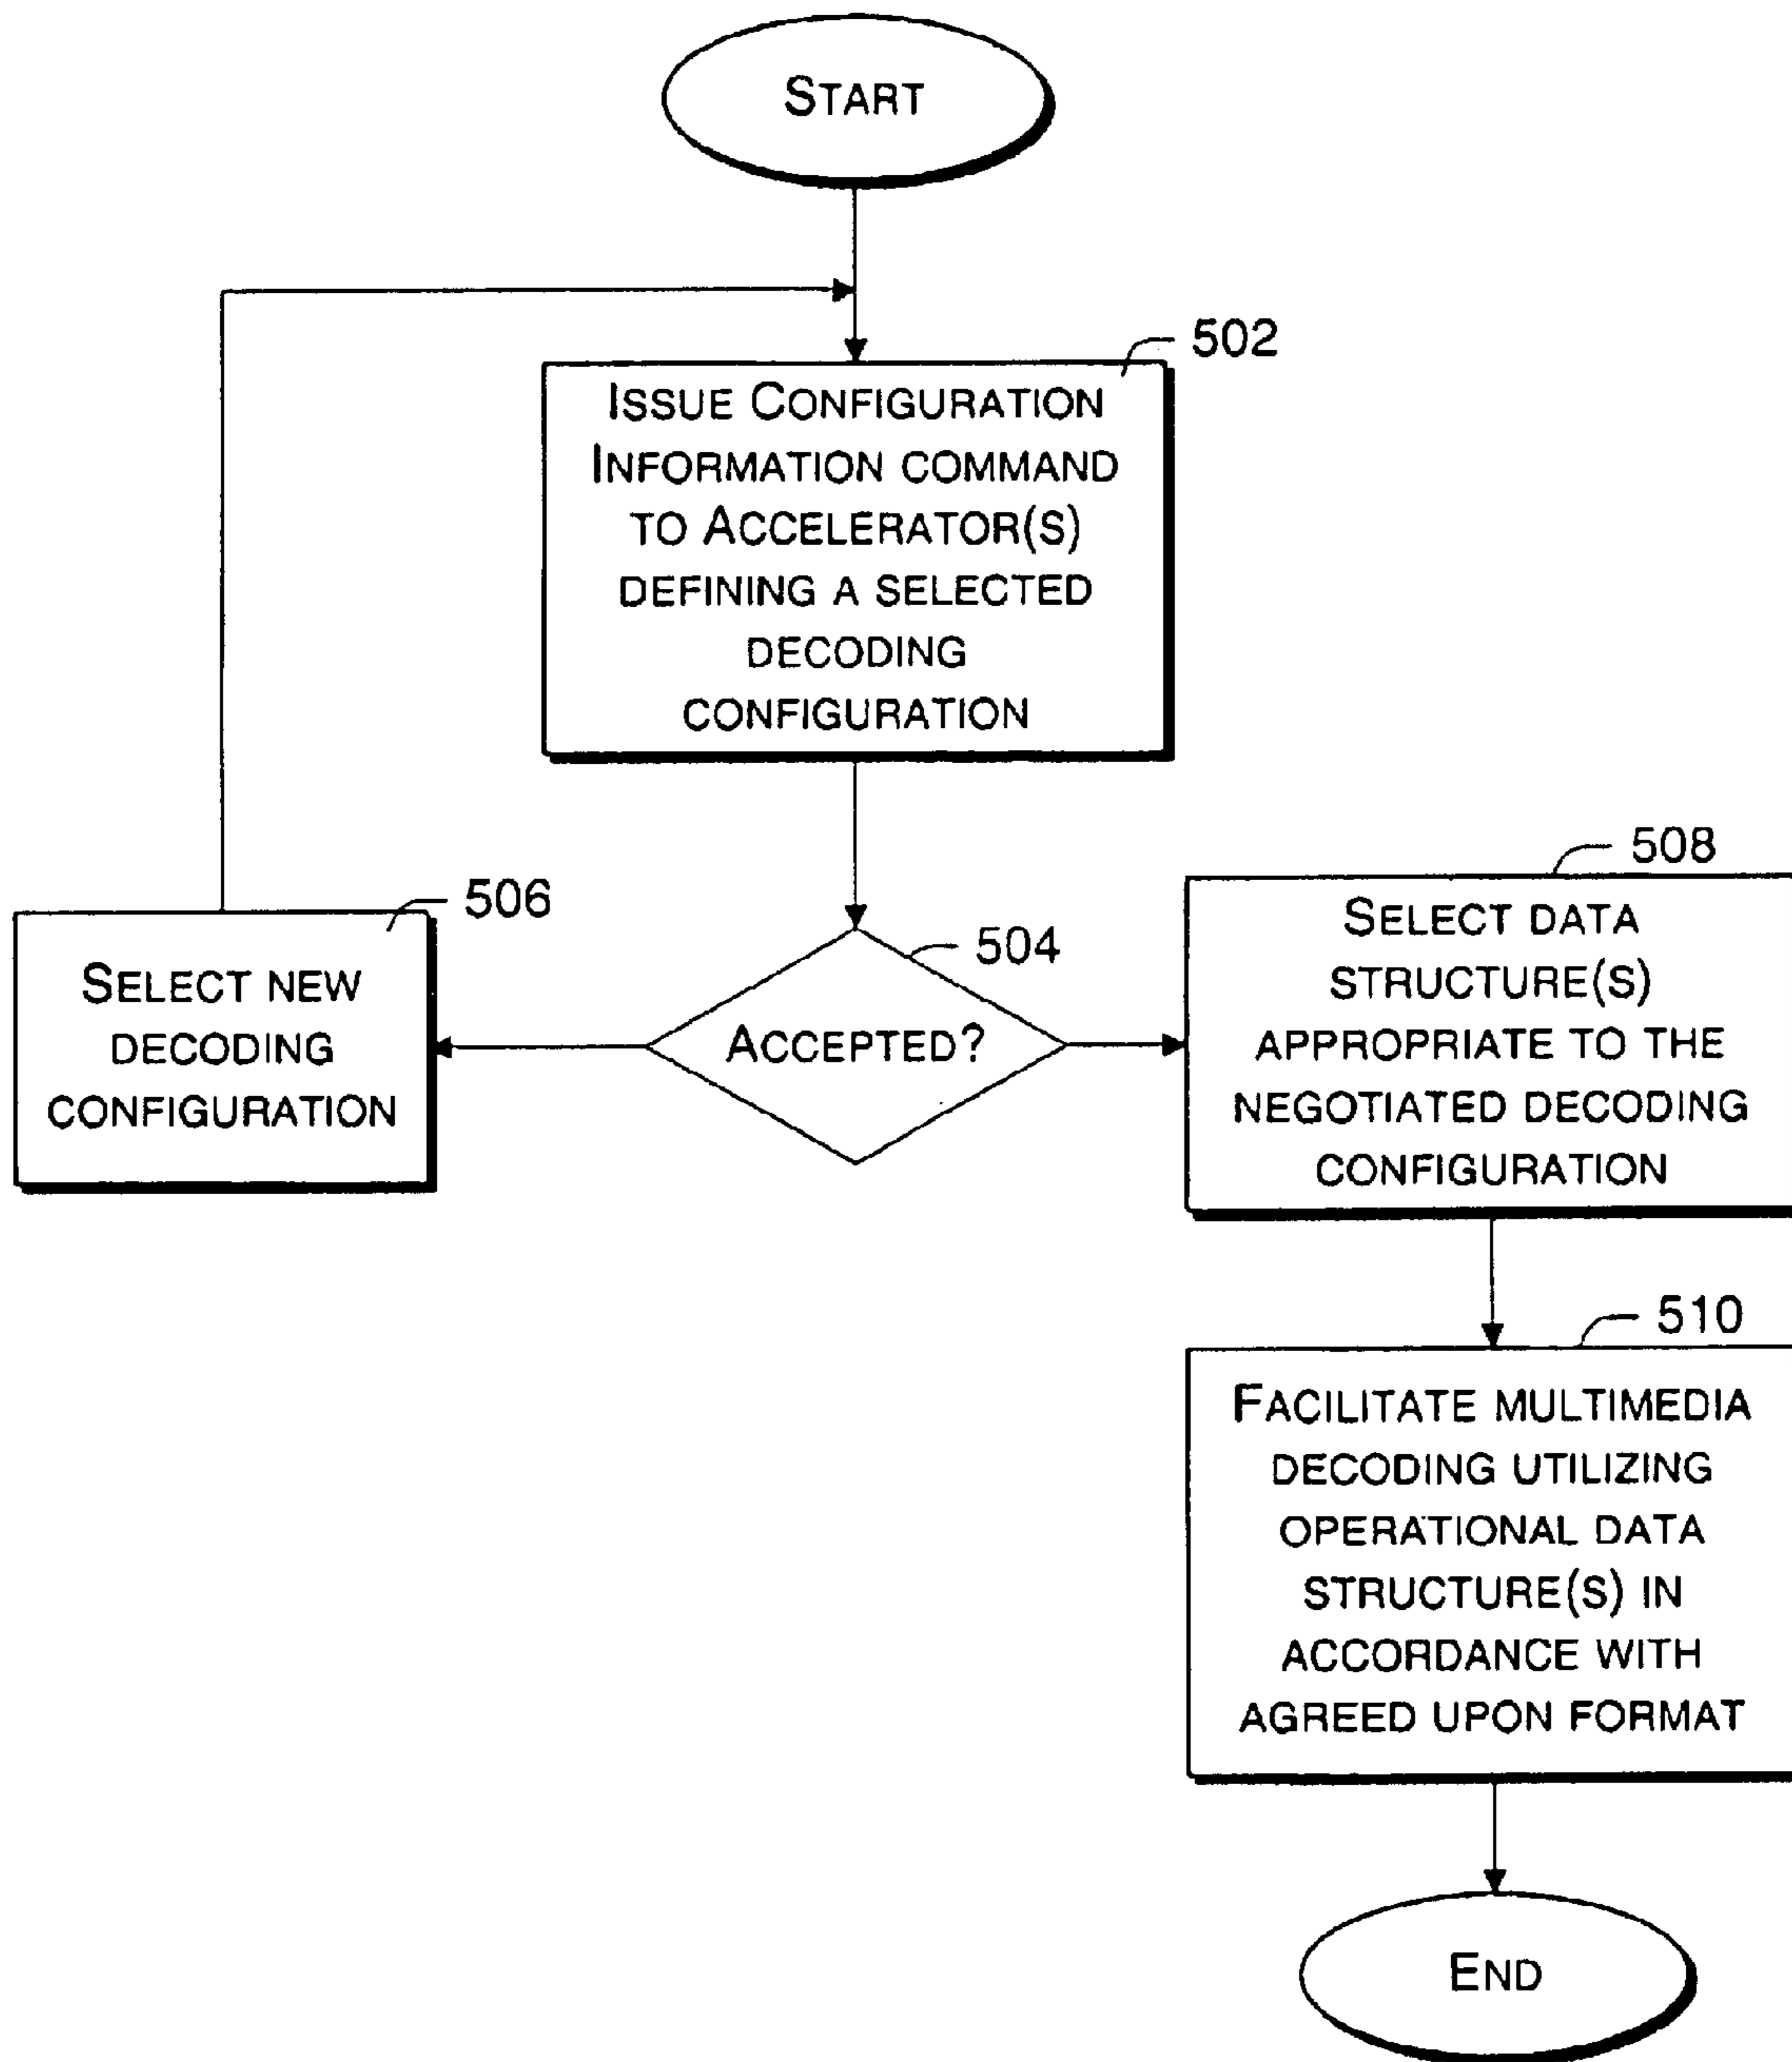 START
502
ISSUE CONFIGURATION
INFORMATION COMMAND
TO ACCELERATOR(S)
DEFINING A SELECTED
DECODING
CONFIGURATION
504
ACCEPTED?
506
SELECT NEW
DECODING
CONFIGURATION
508
SELECT DATA
STRUCTURE(S)
APPROPRIATE TO THE
NEGOTIATED DECODING
CONFIGURATION
510
FACILITATE MULTIMEDIA
DECODING UTILIZING
OPERATIONAL DATA
STRUCTURE(S) IN
ACCORDANCE WITH
AGREED UPON FORMAT
END